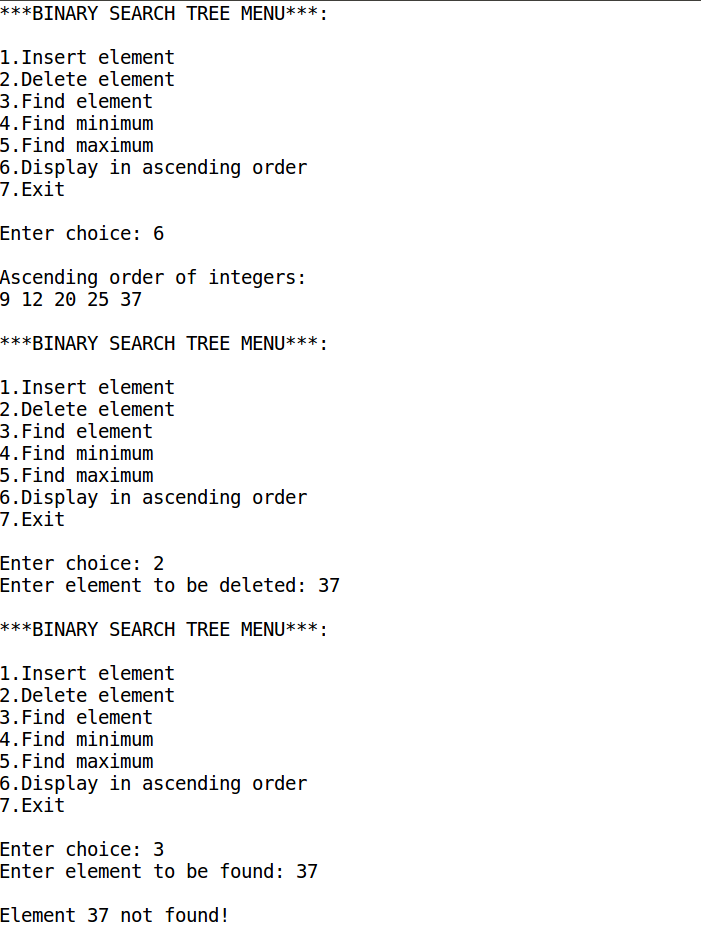 ***BINARY SEARCH TREE MENU***:
1.Insert element
2.Delete element
3.Find element
4.Find minimum
5.Find maximum
6.Display in ascending order
7.Exit
Enter choice: 6
Ascending order of integers:
9 12 20 25 37
***BINARY SEARCH TREE MENU***:
1.Insert element
2.Delete element
3.Find element
4.Find minimum
5.Find maximum
6.Display in ascending order
7.Exit
Enter choice: 2
Enter element to be deleted: 37
***BINARY SEARCH TREE MENU***:
1.Insert element
2.Delete element
3.Find element
4.Find minimum
5.Find maximum
6.Display in ascending order
7.Exit
Enter choice: 3
Enter element to be found: 37
Element 37 not found!